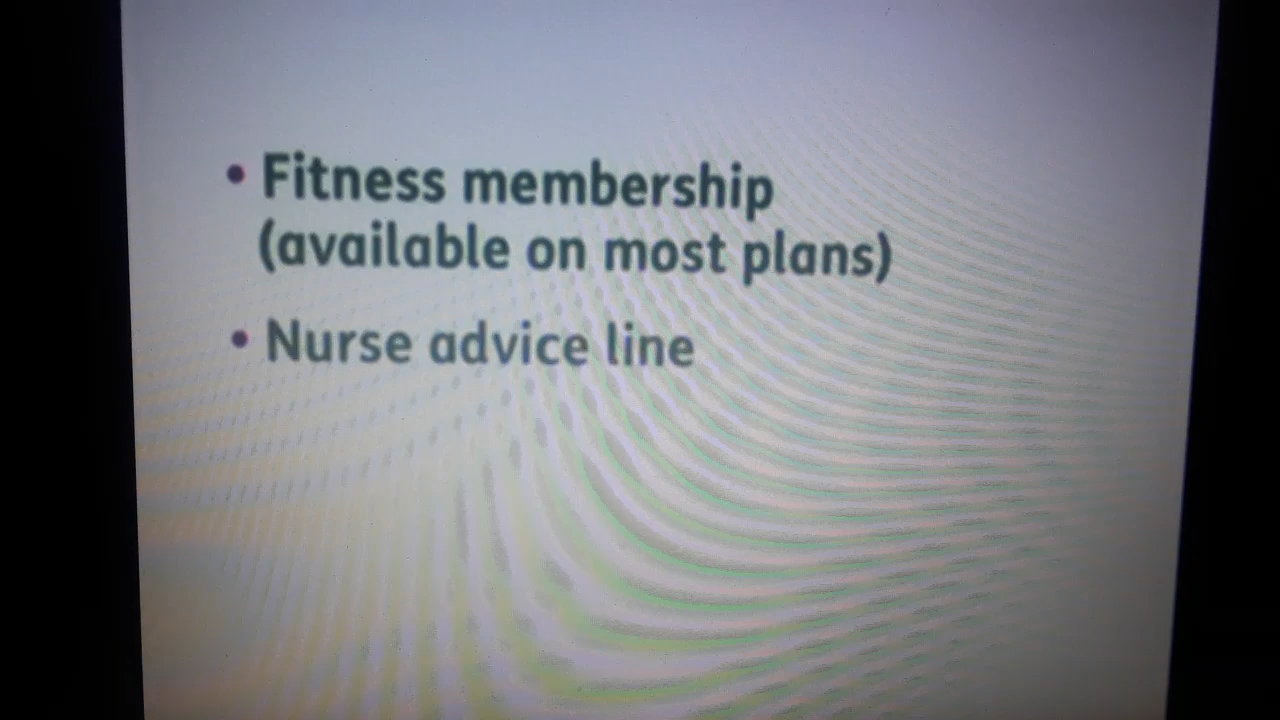 • Fitness membership
(available on most plans)
• Nurse advice line